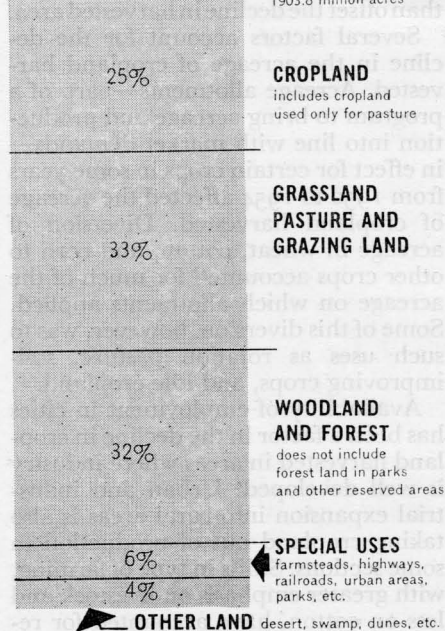 1903.8 million acres
25%
CROPLAND
includes cropland
used only for pasture
33%
GRASSLAND
PASTURE AND
GRAZING LAND
32%
WOODLAND
AND FOREST
does not include
forest land in parks
and other reserved areas
6%
SPECIAL USES
farmsteads, highways,
railroads, urban areas,
parks, etc.
4%
OTHER LAND desert, swamp, dunes, etc.